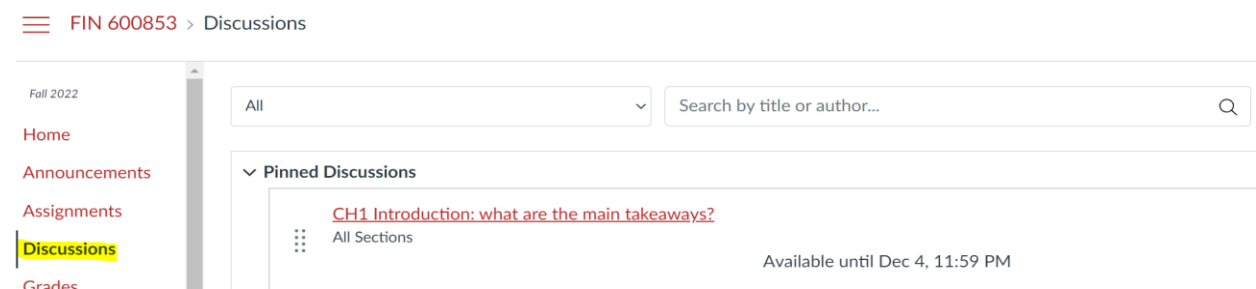 FIN 600853 > Discussions
Fall 2022
Home
Announcements
Assignments
Discussions
Grades
All
Search by title or author...
Pinned Discussions
CH1 Introduction: what are the main takeaways?
All Sections
Available until Dec 4, 11:59 PM